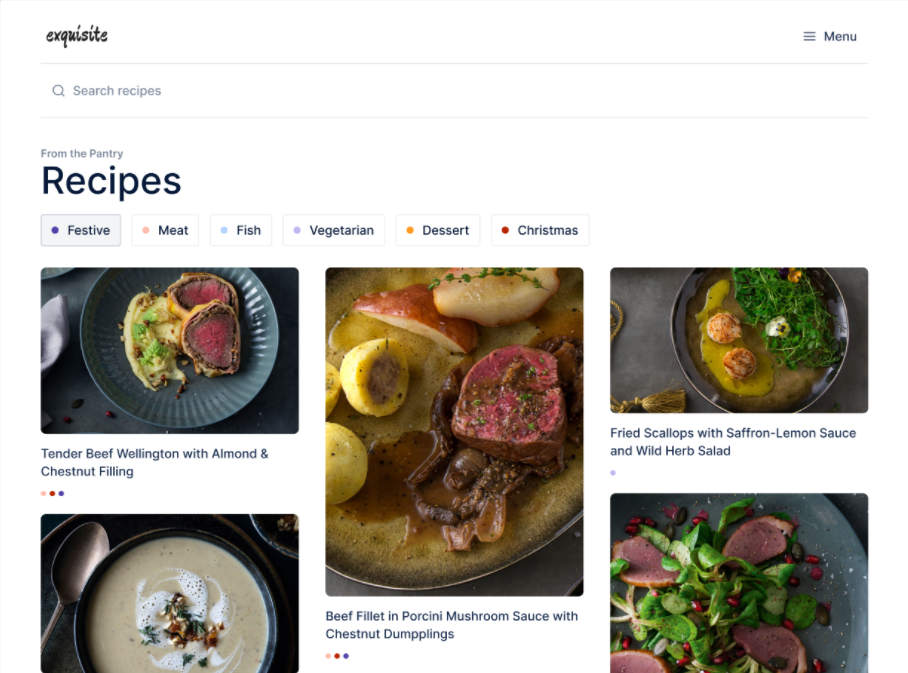 exquisite
Menu
Search recipes
From the Pantry
Recipes
Festive
Meat
Fish
Vegetarian
Dessert
Christmas
Tender Beef Wellington with Almond &
Chestnut Filling
Beef Fillet in Porcini Mushroom Sauce with
Chestnut Dumpplings
Fried Scallops with Saffron-Lemon Sauce
and Wild Herb Salad